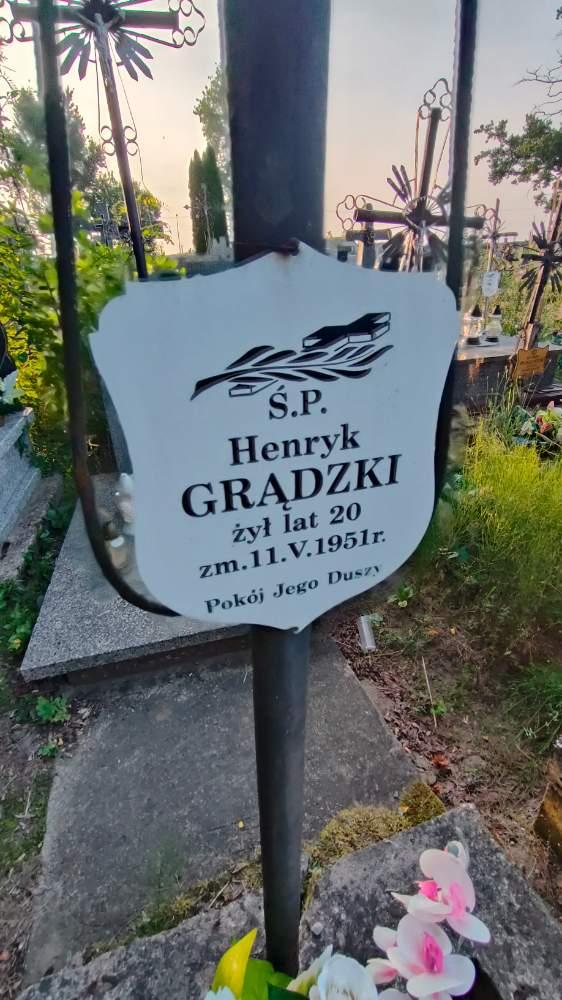 Ś.P.
Henryk
GRĄDZKI
żył lat 20
zm.11.V.1951r.
Pokój Jego Duszy